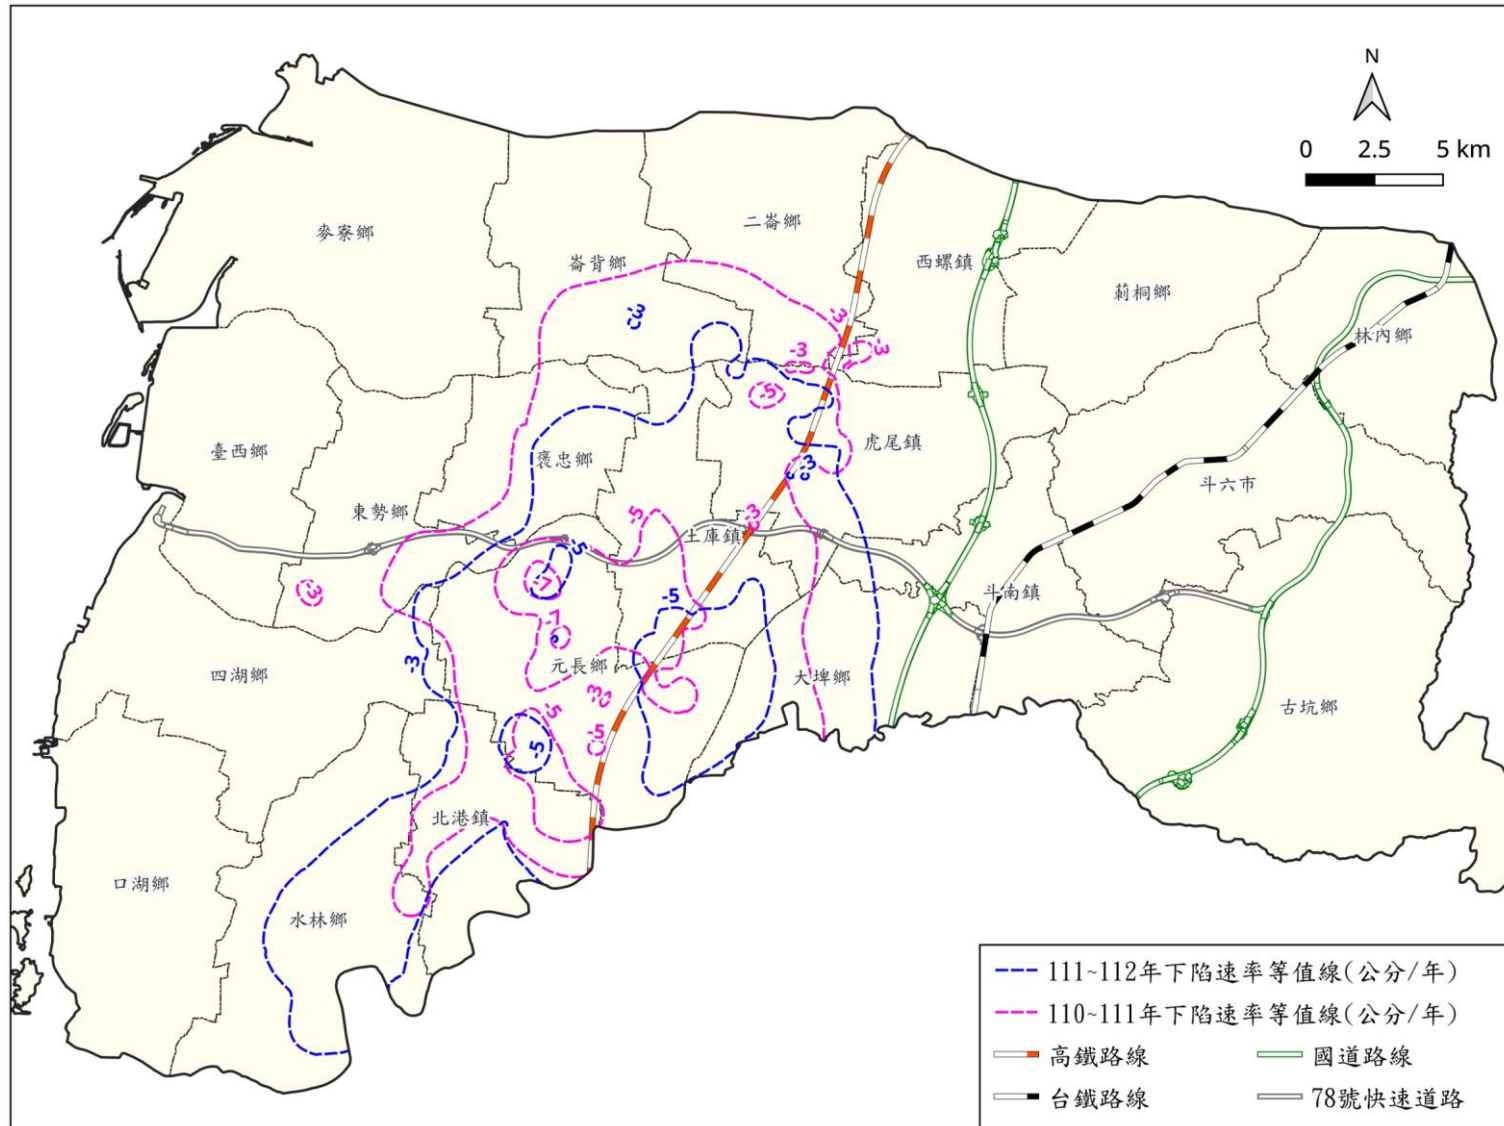 N
0 2.5 5 km
麥寮鄉
二崙鄉
崙背鄉
西螺鎮
莿桐鄉
林內鄉
-3
-3
-3
-3
-5
臺西鄉
褒忠鄉
虎尾鎮
-3
斗六市
東勢鄉
-5
-3
土庫鎮
-5
-7
-3
-5
斗南鎮
-7
-3
四湖鄉
元長鄉
大埤鄉
-3
古坑鄉
-5
-5
-5
北港鎮
口湖鄉
水林鄉
111~112年下陷速率等值線(公分/年)
110~111年下陷速率等值線(公分/年)
高鐵路線
國道路線
台鐵路線
78號快速道路